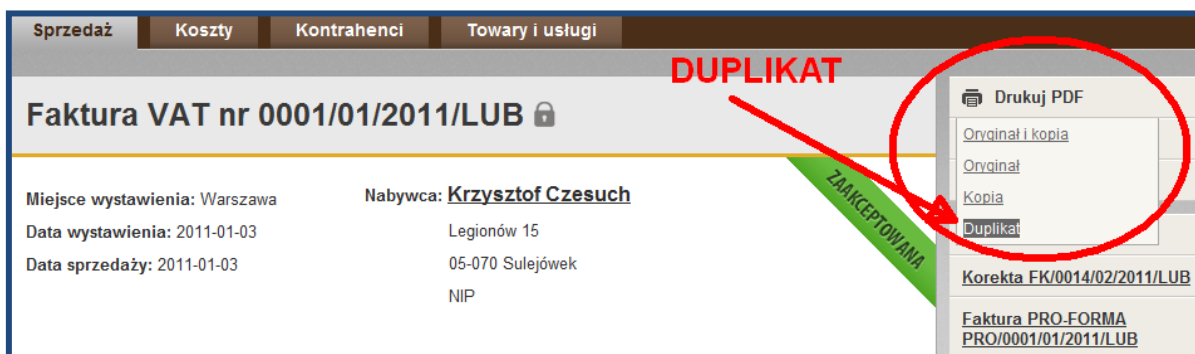 Sprzedaż Koszty Kontrahenci Towary i usługi
DUPLIKAT
Faktura VAT nr 0001/01/2011/LUB
Miejsce wystawienia: Warszawa
Data wystawienia: 2011-01-03
Data sprzedaży: 2011-01-03
Nabywca: Krzysztof Czesuch
Legionów 15
05-070 Sulejówek
NIP
ZAAKCEPTOWANA
Drukuj PDF
Oryginał i kopia
Oryginał
Kopia
Duplikat
Korekta FK/0014/02/2011/LUB
Faktura PRO-FORMA
PRO/0001/01/2011/LUB